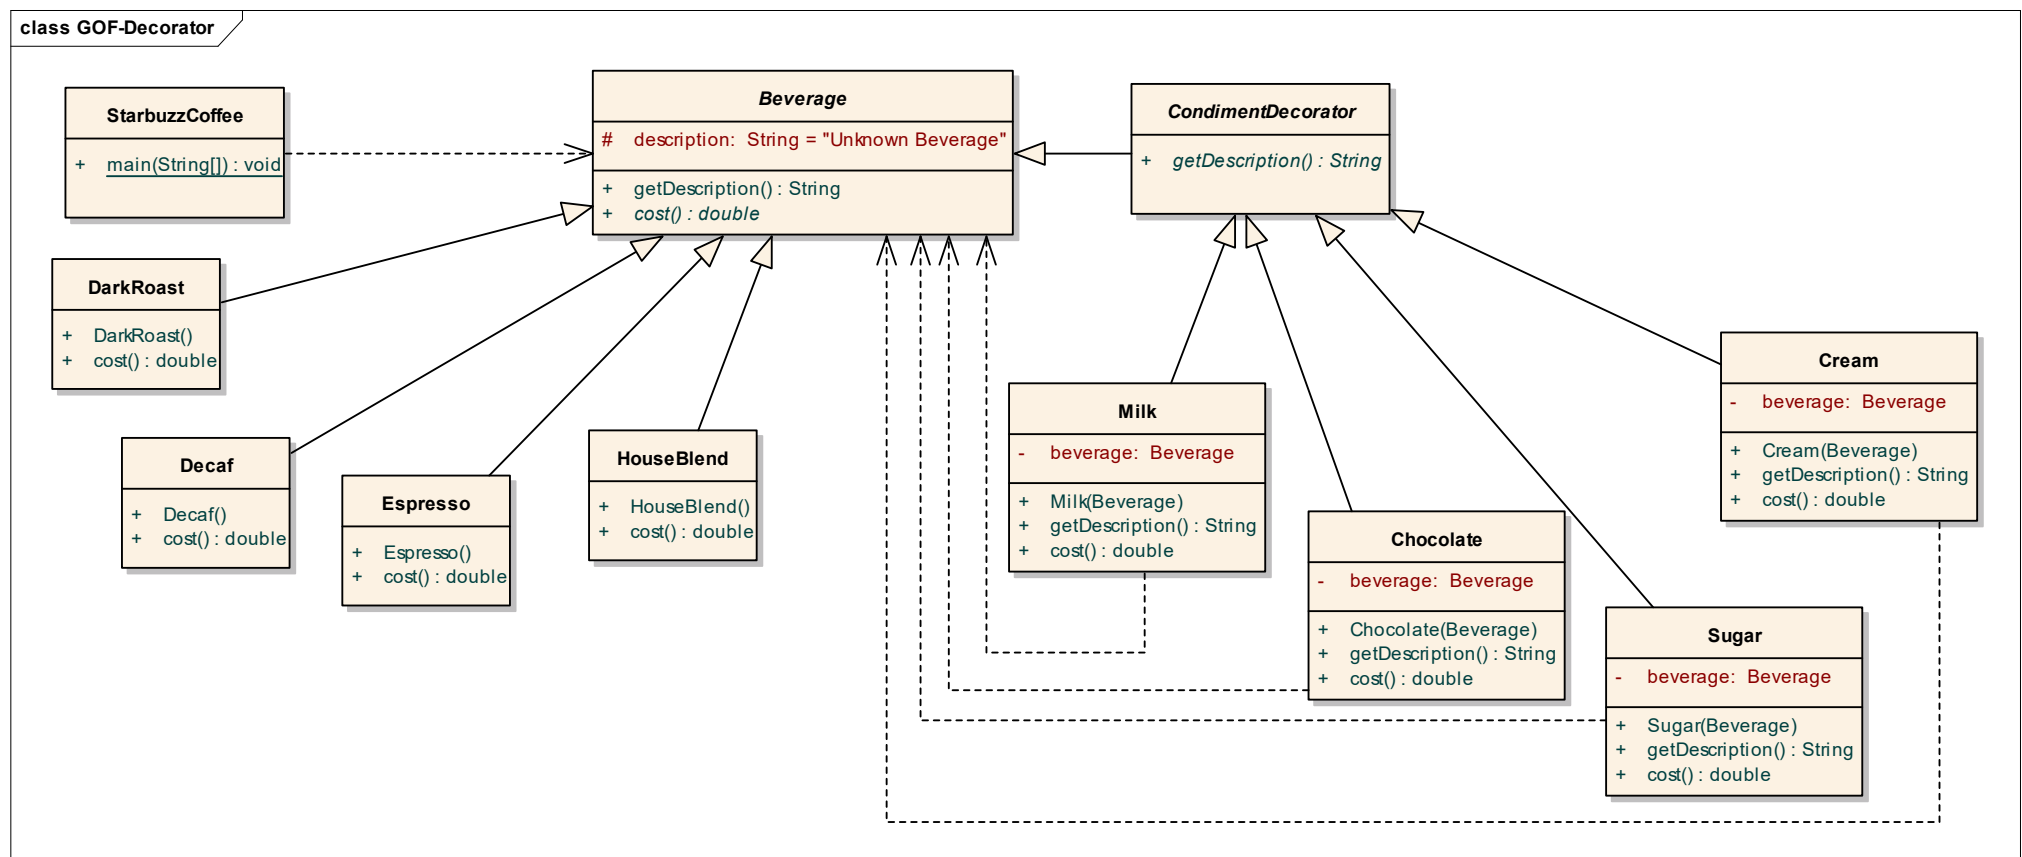 class GOF-Decorator
StarbuzzCoffee
+ main(String[]) : void
Beverage
# description: String = "Unknown Beverage"
+ getDescription() : String
+ cost() : double
CondimentDecorator
+ getDescription() : String
DarkRoast
+ DarkRoast()
+ cost() : double
Decaf
+ Decaf()
+ cost() : double
Espresso
+ Espresso()
+ cost() : double
HouseBlend
+ HouseBlend()
+ cost() : double
Milk
- beverage: Beverage
+ Milk(Beverage)
+ getDescription() : String
+ cost() : double
Chocolate
- beverage: Beverage
+ Chocolate(Beverage)
+ getDescription() : String
+ cost() : double
Sugar
- beverage: Beverage
+ Sugar(Beverage)
+ getDescription() : String
+ cost() : double
Cream
- beverage: Beverage
+ Cream(Beverage)
+ getDescription() : String
+ cost() : double